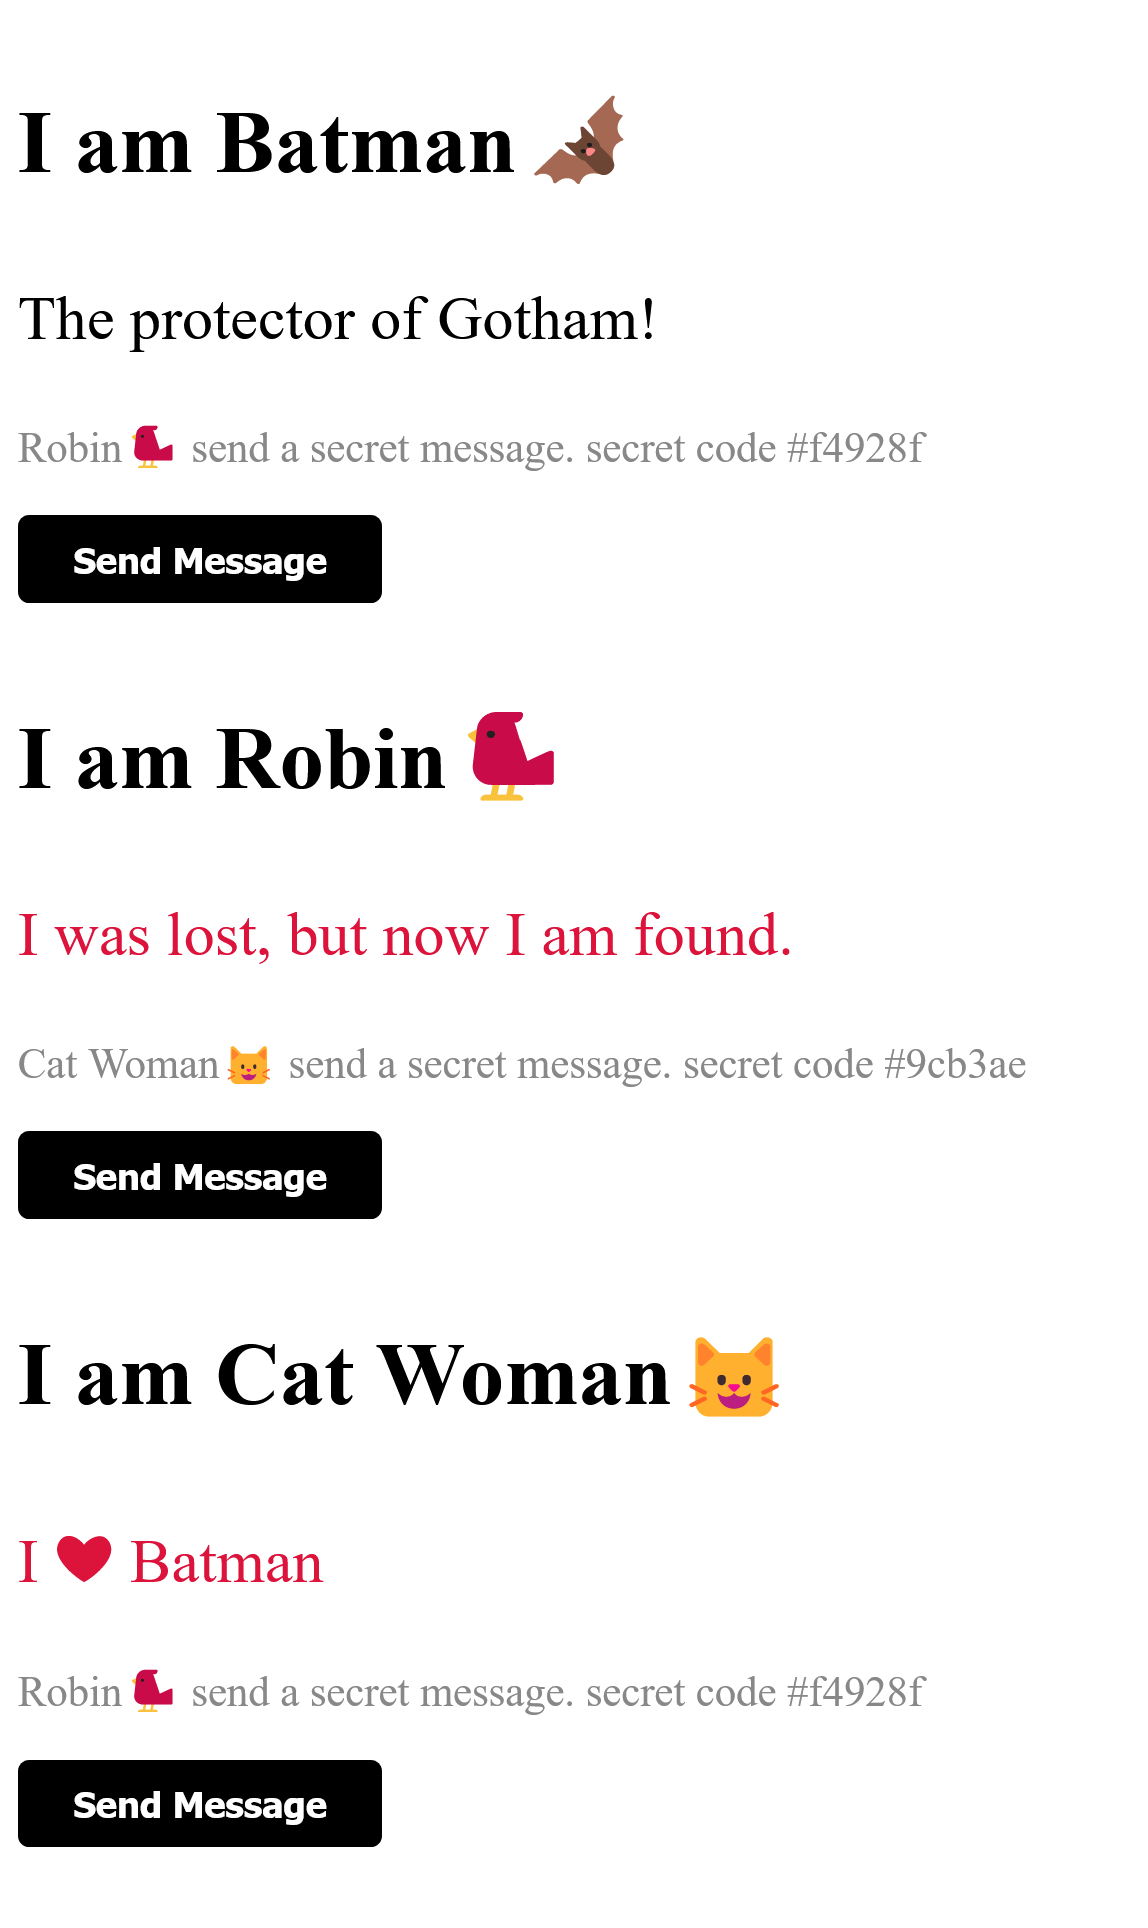 I am Batman 🦇
The protector of Gotham!
Robin 🐦 send a secret message. secret code #f4928f
Send Message
I am Robin 🐦
I was lost, but now I am found.
Cat Woman 😺 send a secret message. secret code #9cb3ae
Send Message
I am Cat Woman 😺
I ♥ Batman
Robin 🐦 send a secret message. secret code #f4928f
Send Message